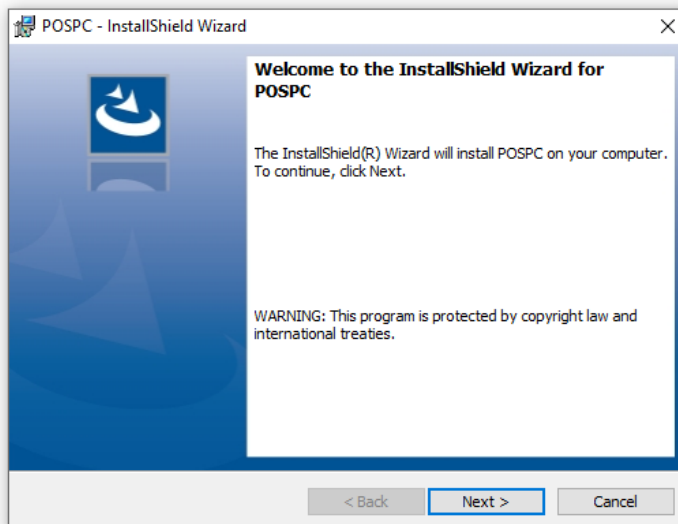 POSPC - InstallShield Wizard
Welcome to the InstallShield Wizard for
POSPC
The InstallShield(R) Wizard will install POSPC on your computer.
To continue, click Next.
WARNING: This program is protected by copyright law and
international treaties.
< Back
Next >
Cancel